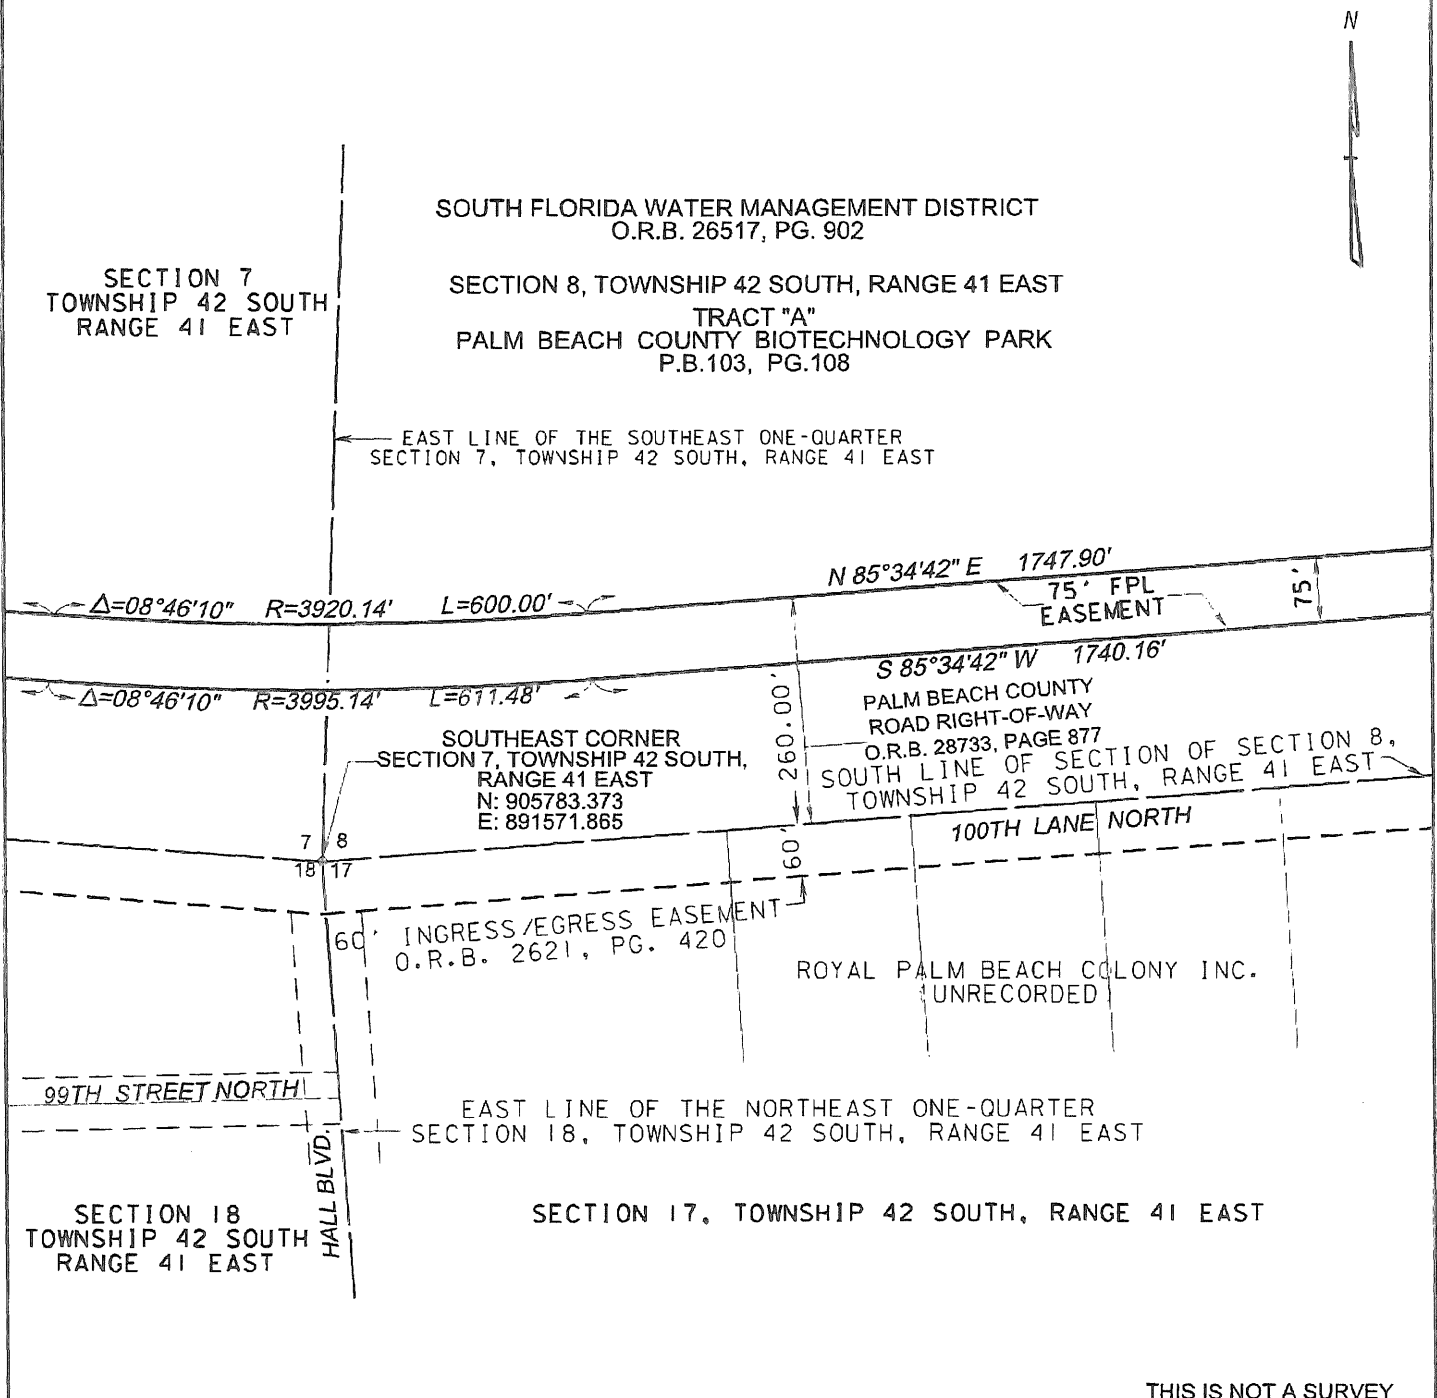 N
SOUTH FLORIDA WATER MANAGEMENT DISTRICT
O.R.B. 26517, PG. 902
SECTION 7
TOWNSHIP 42 SOUTH
RANGE 41 EAST
SECTION 8, TOWNSHIP 42 SOUTH, RANGE 41 EAST
TRACT "A"
PALM BEACH COUNTY BIOTECHNOLOGY PARK
P.B.103, PG.108
EAST LINE OF THE SOUTHEAST ONE-QUARTER
SECTION 7, TOWNSHIP 42 SOUTH, RANGE 41 EAST
N 85°34'42" E 1747.90'
75' FPL
EASEMENT
75'
Δ=08°46'10" R=3920.14' L=600.00'
S 85°34'42" W 1740.16'
Δ=08°46'10" R=3995.14' L=611.48'
260.00'
PALM BEACH COUNTY
ROAD RIGHT-OF-WAY
O.R.B. 28733, PAGE 877
SOUTH LINE OF SECTION OF SECTION 8,
TOWNSHIP 42 SOUTH, RANGE 41 EAST
SOUTHEAST CORNER
SECTION 7, TOWNSHIP 42 SOUTH,
RANGE 41 EAST
N: 905783.373
E: 891571.865
100TH LANE NORTH
7 8
18 17
60'
60' INGRESS/EGRESS EASEMENT
O.R.B. 2621, PG. 420
ROYAL PALM BEACH COLONY INC.
UNRECORDED
99TH STREET NORTH
EAST LINE OF THE NORTHEAST ONE-QUARTER
SECTION 18, TOWNSHIP 42 SOUTH, RANGE 41 EAST
HALL BLVD.
SECTION 18
TOWNSHIP 42 SOUTH
RANGE 41 EAST
SECTION 17, TOWNSHIP 42 SOUTH, RANGE 41 EAST
THIS IS NOT A SURVEY